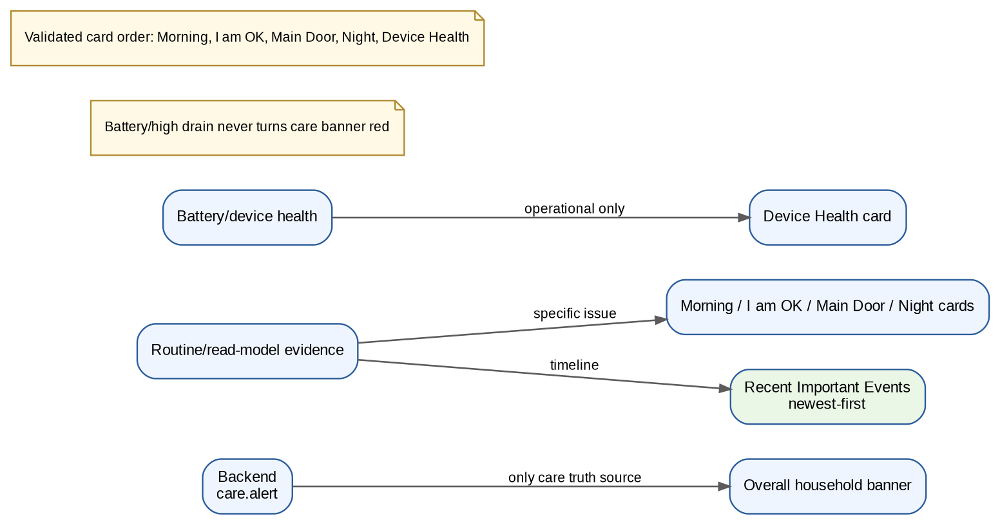 Validated card order: Morning, I am OK, Main Door, Night, Device Health
Battery/high drain never turns care banner red
Battery/device health
operational only
Device Health card
Routine/read-model evidence
specific issue
Morning / I am OK / Main Door / Night cards
timeline
Recent Important Events
newest-first
Backend
care.alert
only care truth source
Overall household banner